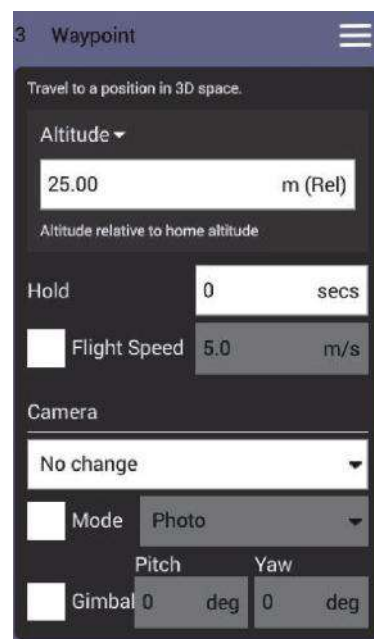 3 Waypoint
Travel to a position in 3D space.
Altitude
25.00 m (Rel)
Altitude relative to home altitude
Hold 0 secs
Flight Speed 5.0 m/s
Camera
No change
Mode Photo
Pitch Yaw
Gimbal 0 deg 0 deg